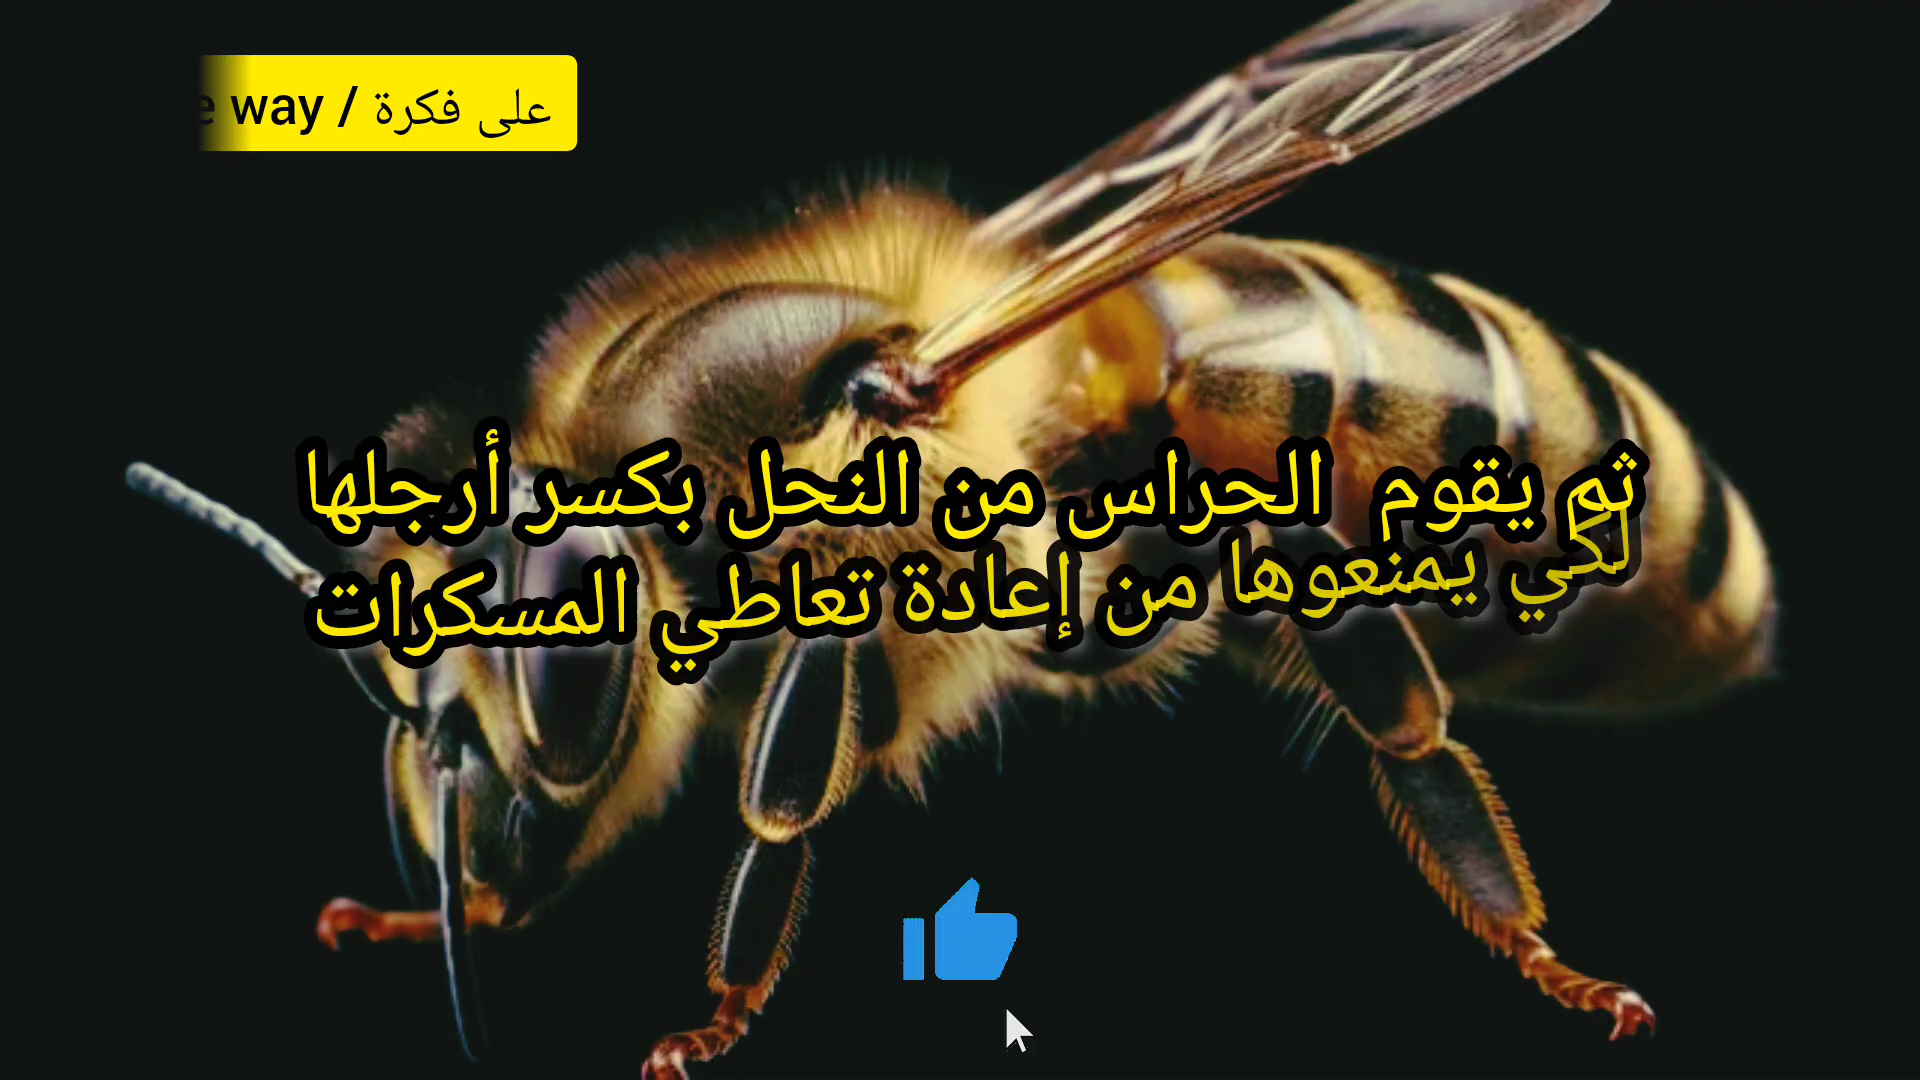 way / على فكرة
ثم يقوم الحراس من النحل بكسر أرجلها
لكي يمنعوها من إعادة تعاطي المسكرات